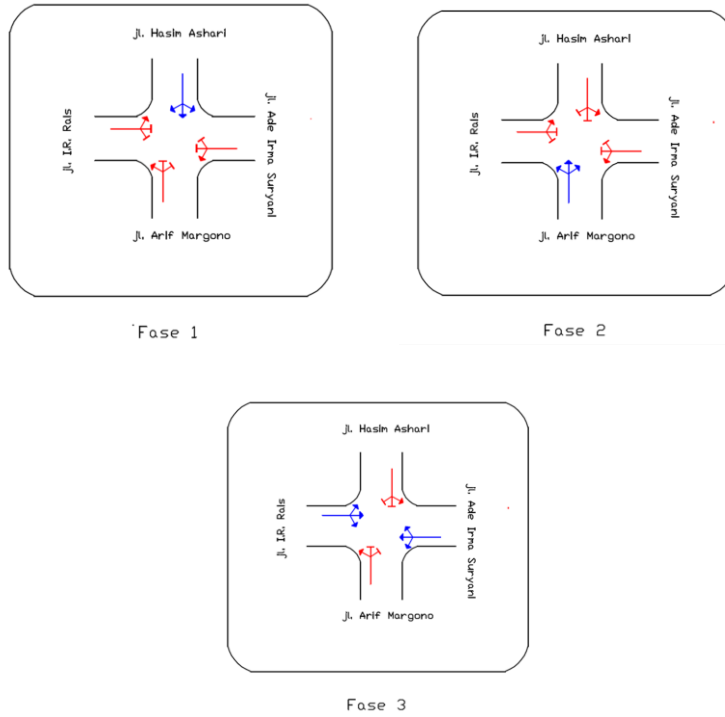 jl. Hasim Ashari
jl. I.R. Rais
jl. Ade Irma Suryani
jl. Arif Margono
Fase 1
jl. Hasim Ashari
jl. I.R. Rais
jl. Ade Irma Suryani
jl. Arif Margono
Fase 2
jl. Hasim Ashari
jl. I.R. Rais
jl. Ade Irma Suryani
jl. Arif Margono
Fase 3